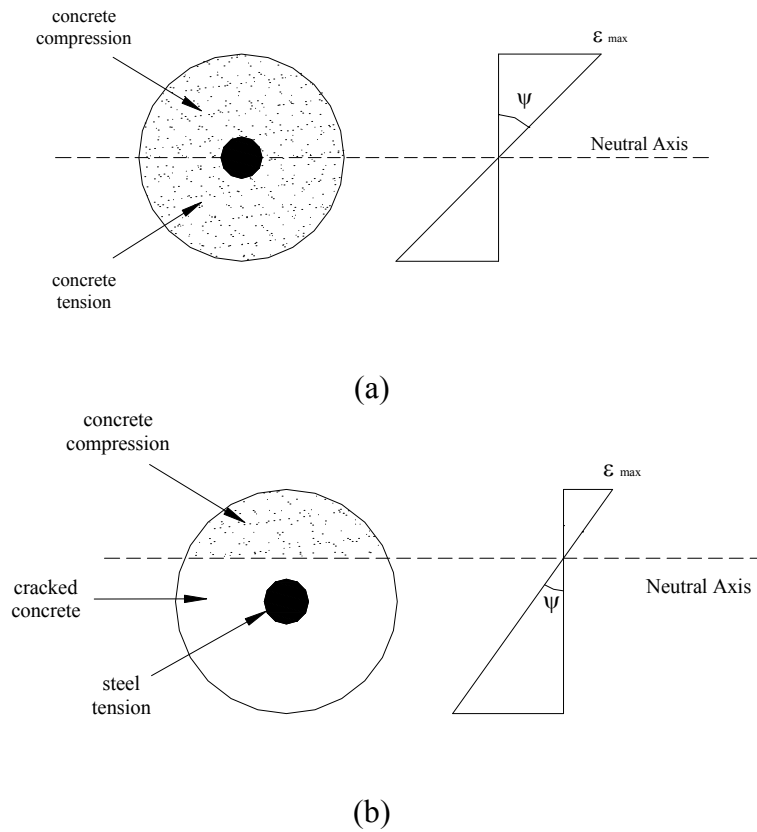 concrete
compression
ε max
ψ
Neutral Axis
concrete
tension
(a)
concrete
compression
ε max
cracked
concrete
ψ
Neutral Axis
steel
tension
(b)